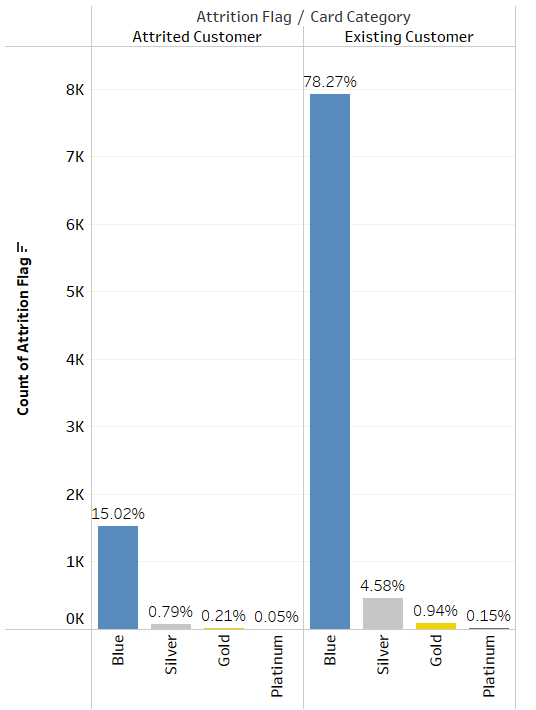 Attrition Flag / Card Category
Attrited Customer
Existing Customer
Count of Attrition Flag
8K
7K
6K
5K
4K
3K
2K
1K
0K
15.02%
0.79%
0.21%
0.05%
78.27%
4.58%
0.94%
0.15%
Blue
Silver
Gold
Platinum
Blue
Silver
Gold
Platinum